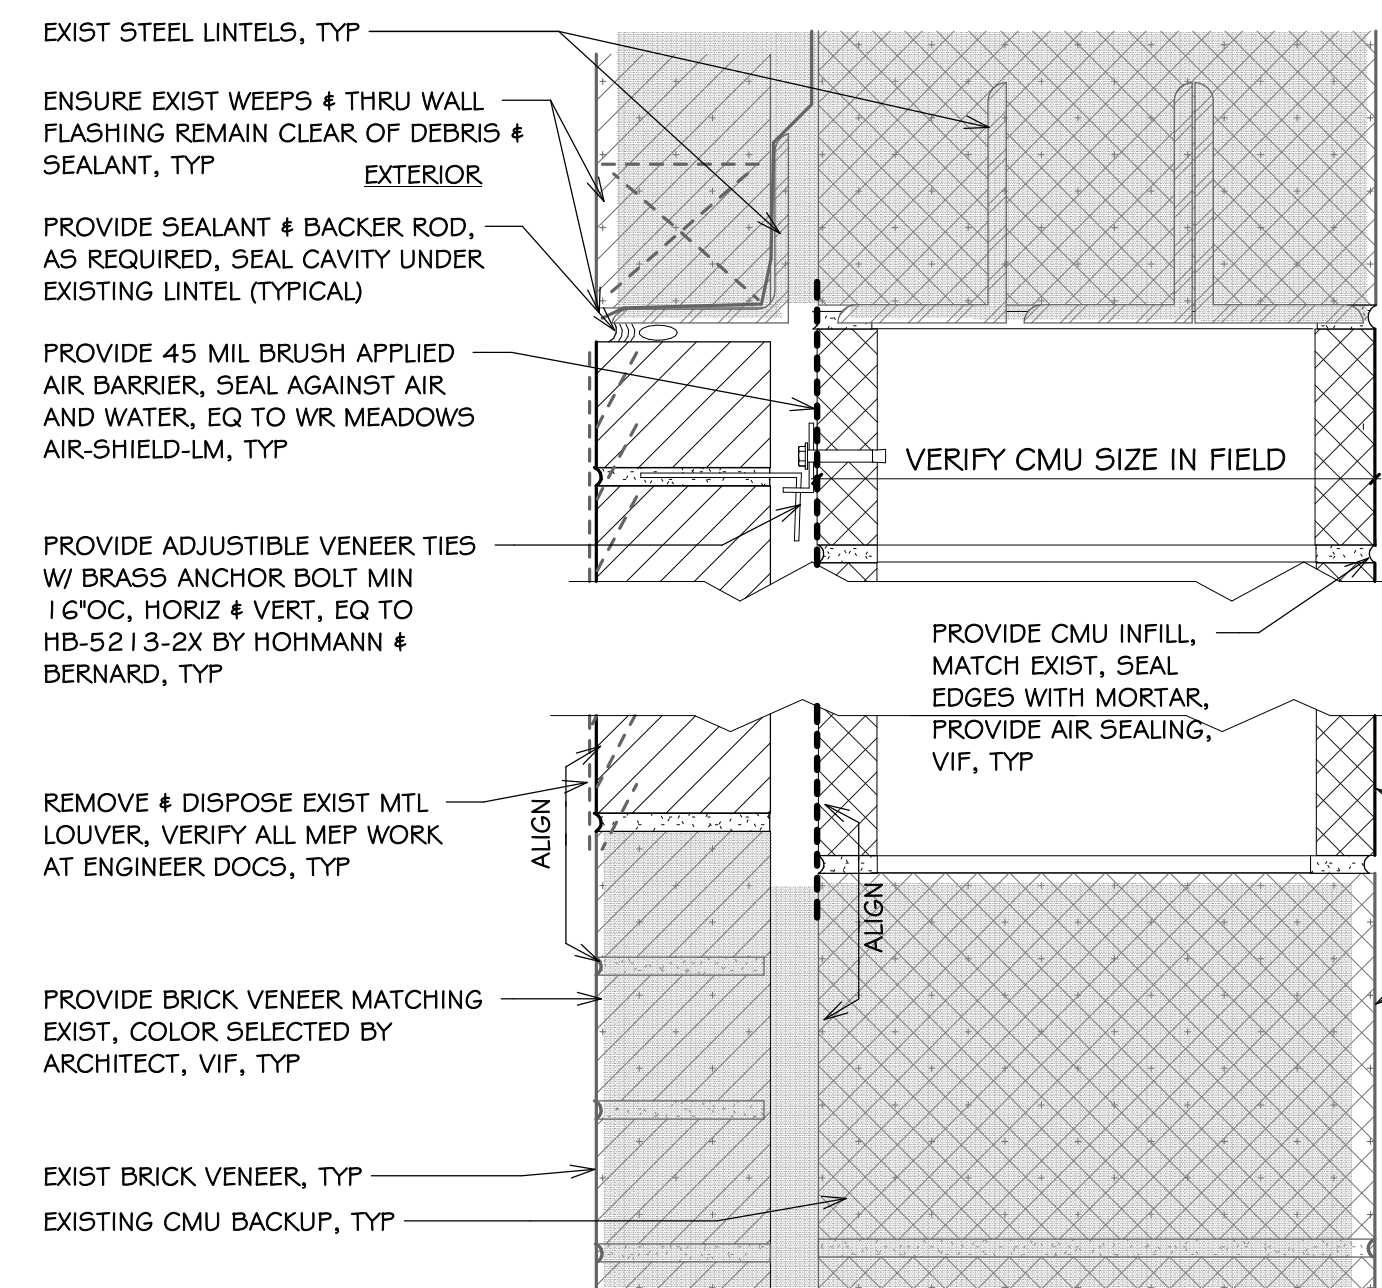 EXIST STEEL LINTELS, TYP
ENSURE EXIST WEEPS & THRU WALL
FLASHING REMAIN CLEAR OF DEBRIS &
SEALANT, TYP
EXTERIOR
PROVIDE SEALANT & BACKER ROD,
AS REQUIRED, SEAL CAVITY UNDER
EXISTING LINTEL (TYPICAL)
PROVIDE 45 MIL BRUSH APPLIED
AIR BARRIER, SEAL AGAINST AIR
AND WATER, EQ TO WR MEADOWS
AIR-SHIELD-LM, TYP
VERIFY CMU SIZE IN FIELD
PROVIDE ADJUSTIBLE VENEER TIES
W/ BRASS ANCHOR BOLT MIN
16"OC, HORIZ & VERT, EQ TO
HB-5213-2X BY HOHMANN &
BERNARD, TYP
PROVIDE CMU INFILL,
MATCH EXIST, SEAL
EDGES WITH MORTAR,
PROVIDE AIR SEALING,
VIF, TYP
REMOVE & DISPOSE EXIST MTL
LOUVER, VERIFY ALL MEP WORK
AT ENGINEER DOCS, TYP
ALIGN
ALIGN
PROVIDE BRICK VENEER MATCHING
EXIST, COLOR SELECTED BY
ARCHITECT, VIF, TYP
EXIST BRICK VENEER, TYP
EXISTING CMU BACKUP, TYP